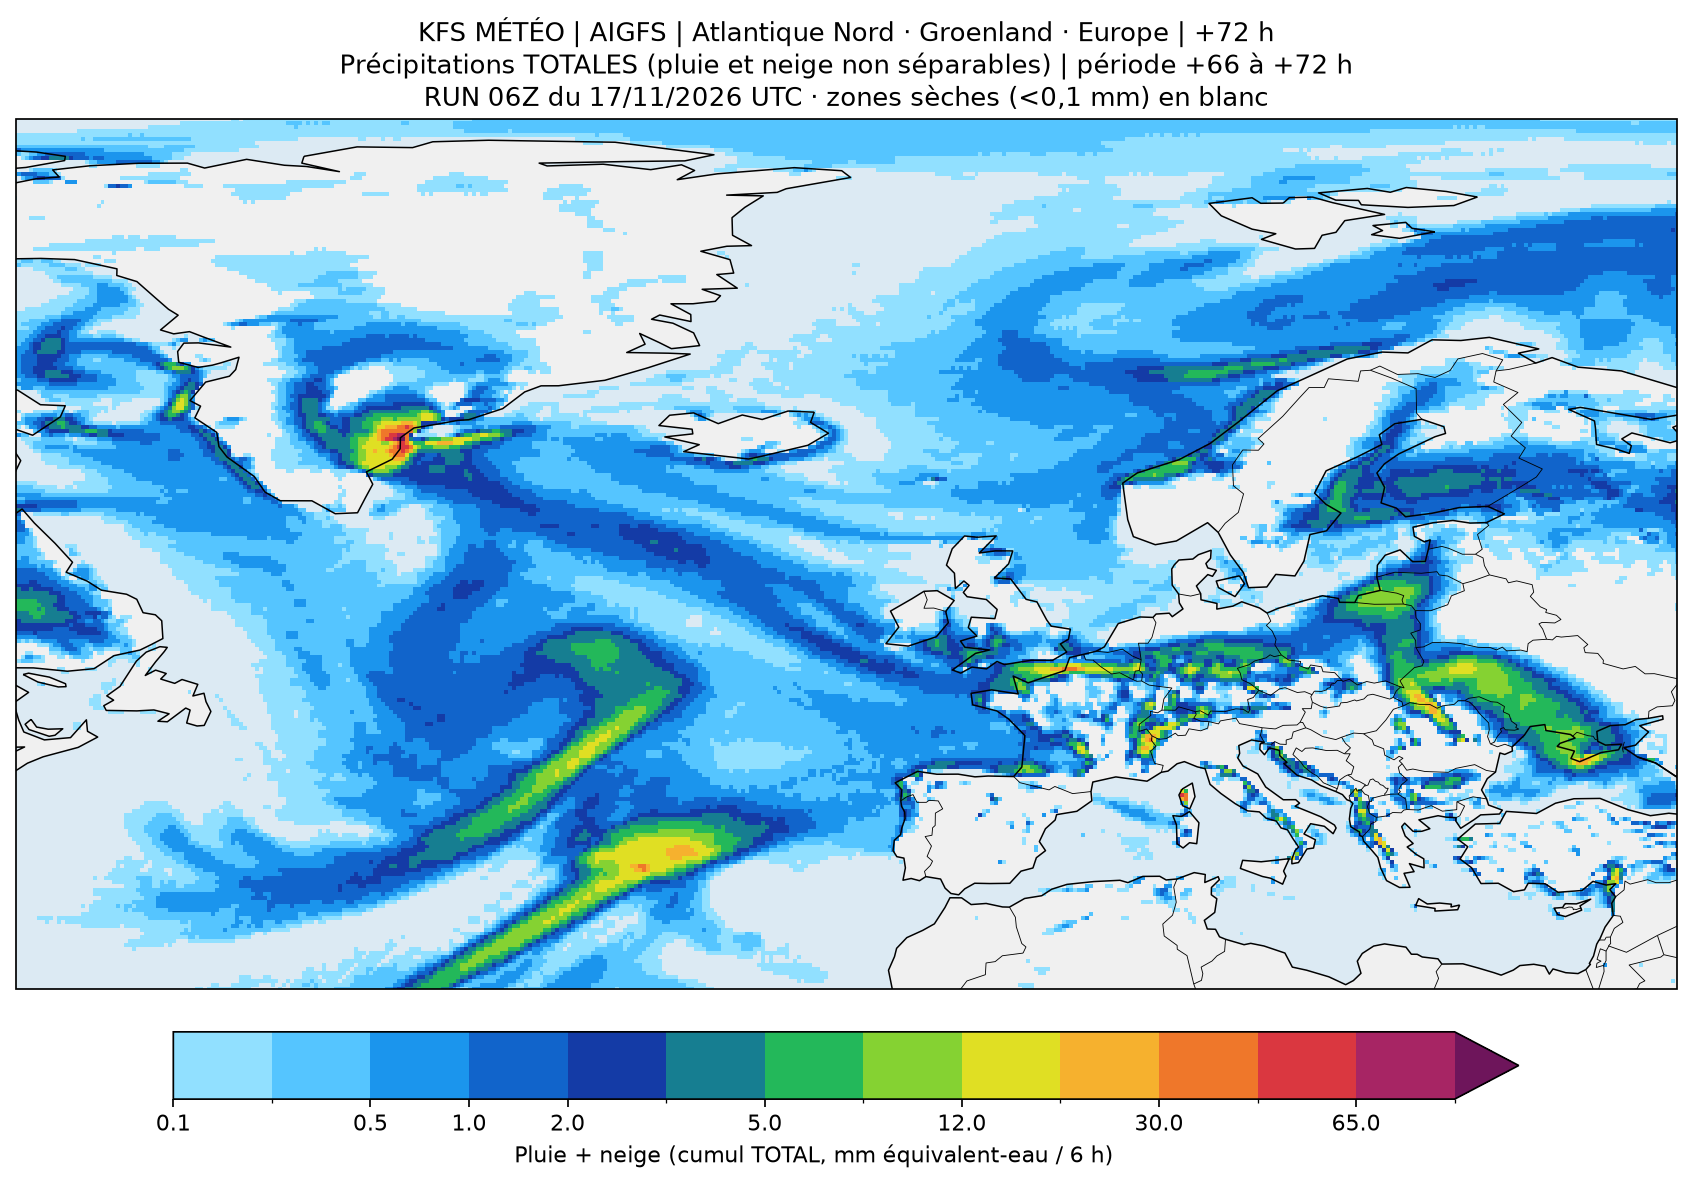 KFS MÉTÉO | AIGFS | Atlantique Nord · Groenland · Europe | +72 h
Précipitations TOTALES (pluie et neige non séparables) | période +66 à +72 h
RUN 06Z du 17/11/2026 UTC · zones sèches (<0,1 mm) en blanc
0.1 0.5 1.0 2.0 5.0 12.0 30.0 65.0
Pluie + neige (cumul TOTAL, mm équivalent-eau / 6 h)